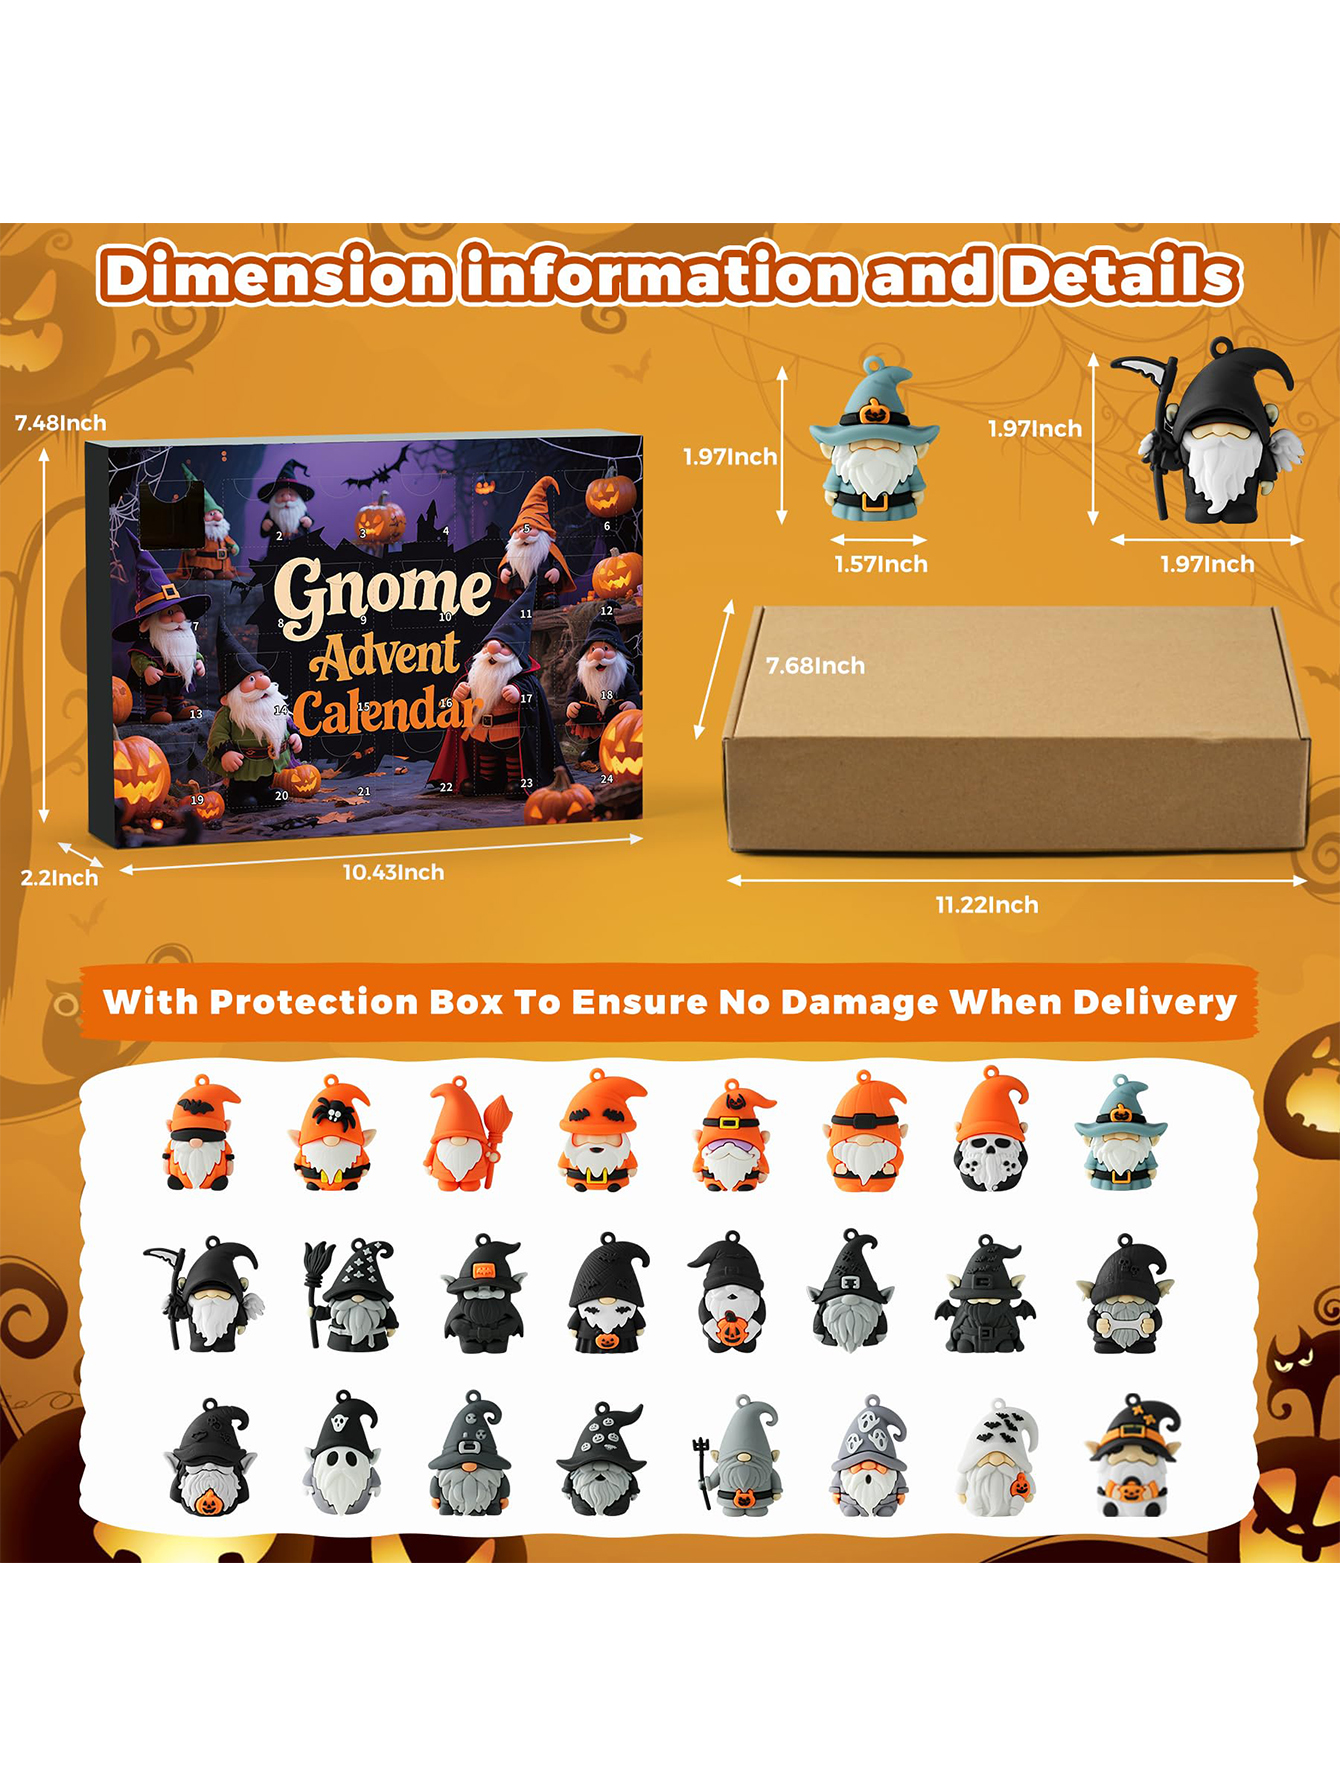 Dimension information and Details
7.48Inch
1.97Inch
1.97Inch
1.57Inch
1.97Inch
2
3
4
5
6
Gnome
7
8
9
10
11
12
Advent
Calendar
13
14
15
16
17
18
19
20
21
22
23
24
7.68Inch
2.2Inch
10.43Inch
11.22Inch
With Protection Box To Ensure No Damage When Delivery